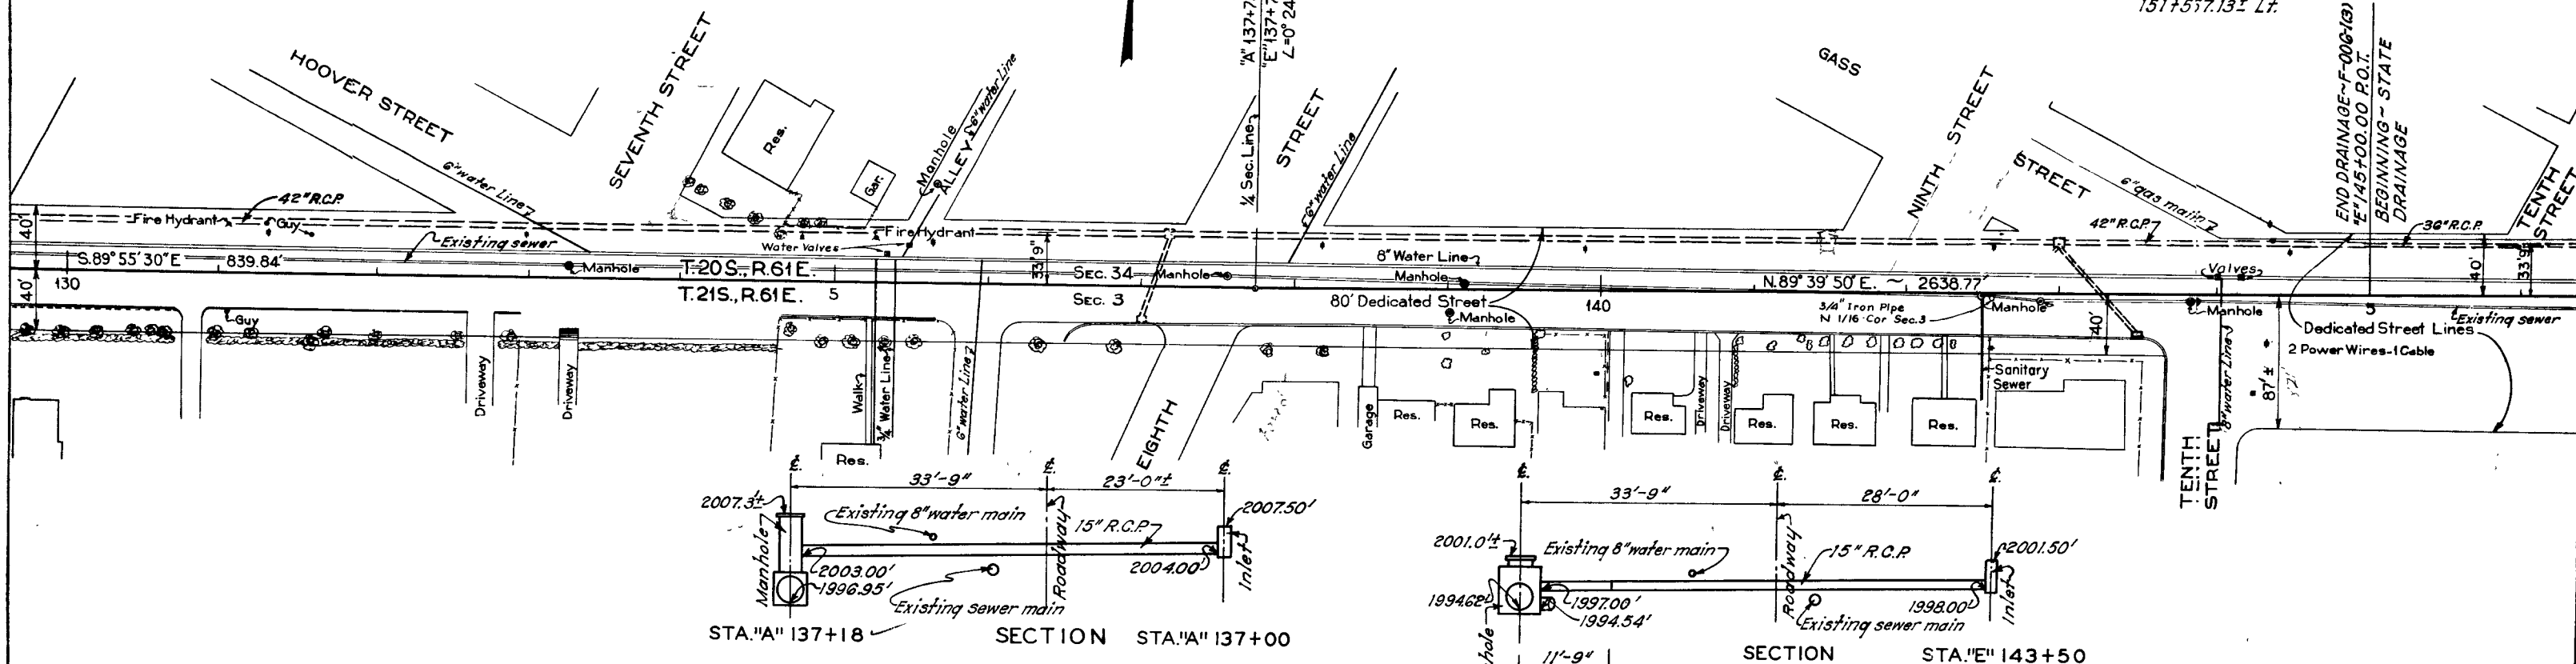 151+557.13± Lt.
HOOVER STREET
SEVENTH STREET
"A" 137+7
"E" 137+7
L=0°24
¼ Sec. Line
STREET
GASS
STREET
NINTH STREET
END DRAINAGE~F-006-1(3)
"E" 145+00.00 P.O.T.
BEGINNING ~ STATE
DRAINAGE
TENTH
STREET
6" water Line
Res.
Gar.
Manhole
ALLEY
6" water Line
6" water Line
6" gas main
42" R.C.P.
36" R.C.P.
42" R.C.P.
Fire Hydrant
Guy
Existing sewer
Water Valves
Fire Hydrant
33'9"
8" Water Line
Valves
40'
33'9"
40'
S.89°55'30"E
839.84'
Manhole
T.20 S., R.61 E.
SEC. 34
Manhole
Manhole
N.89°39'50"E. ~ 2638.77'
40'
130
T.21S., R.61 E.
5
SEC. 3
80' Dedicated Street
140
3/4" Iron Pipe
N 1/16 Cor Sec. 3
Manhole
Manhole
Manhole
5
Existing sewer
Guy
40'
Dedicated Street Lines
2 Power Wires-1 Cable
87'±
Driveway
Driveway
Walk
3/4" Water Line
6" water Line
EIGHTH
Garage
Res.
Res.
Res.
Driveway
Driveway
Res.
Res.
Res.
Sanitary
Sewer
8" water Line
TENTH
STREET
Res.
33'-9"
23'-0"±
2007.3'±
Existing 8" water main
15" R.C.P.
2007.50'
Manhole
2003.00'
1996.95'
Existing sewer main
Roadway
2004.00'
Inlet
STA. "A" 137+18
SECTION
STA. "A" 137+00
33'-9"
28'-0"
2001.0'±
Existing 8" water main
15" R.C.P.
2001.50'
1994.62'
1997.00'
1994.54'
Roadway
Existing sewer main
1998.00'
Inlet
hole
11'-9"
SECTION
STA. "E" 143+50